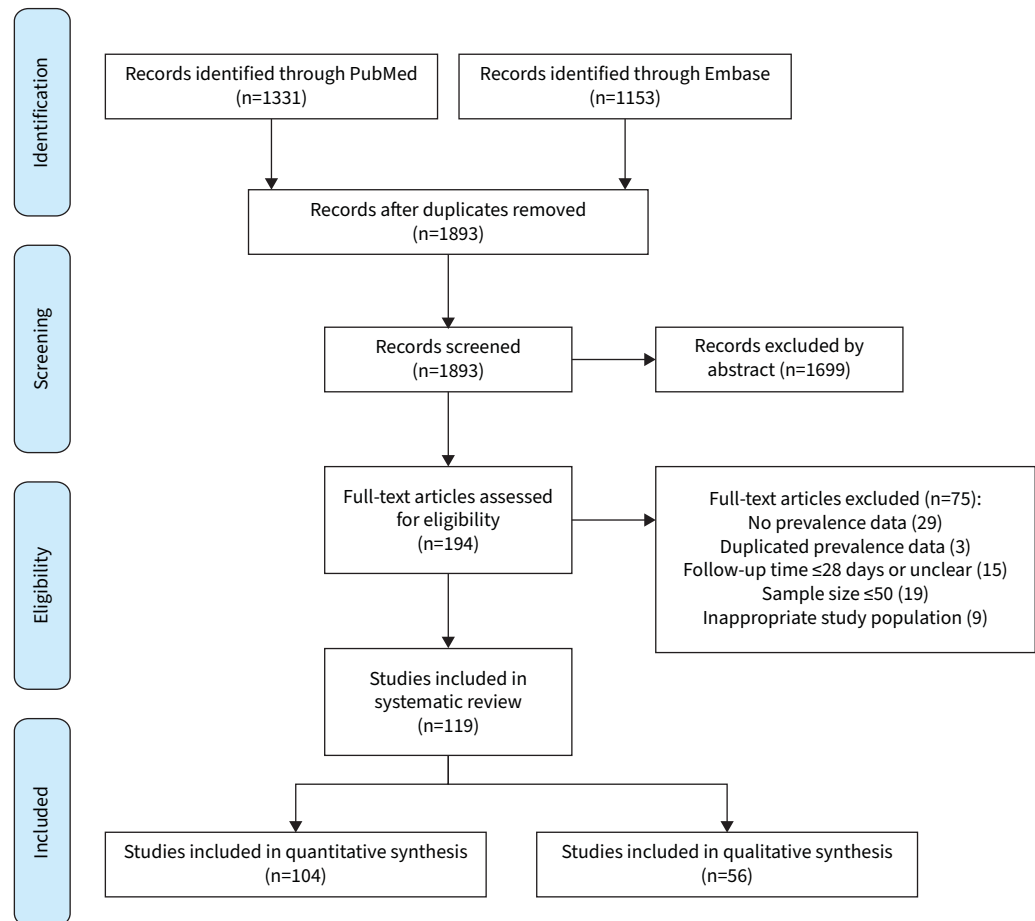 Identification
Records identified through PubMed
(n=1331)
Records identified through Embase
(n=1153)
Records after duplicates removed
(n=1893)
Screening
Records screened
(n=1893)
Records excluded by
abstract (n=1699)
Eligibility
Full-text articles assessed
for eligibility
(n=194)
Full-text articles excluded (n=75):
No prevalence data (29)
Duplicated prevalence data (3)
Follow-up time ≤28 days or unclear (15)
Sample size ≤50 (19)
Inappropriate study population (9)
Studies included in
systematic review
(n=119)
Included
Studies included in quantitative synthesis
(n=104)
Studies included in qualitative synthesis
(n=56)